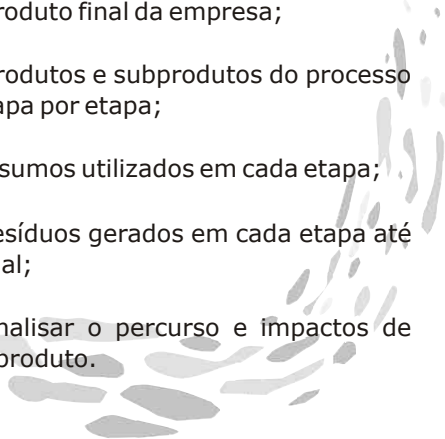 roduto final da empresa;
rodutos e subprodutos do processo
apa por etapa;
sumos utilizados em cada etapa;
esíduos gerados em cada etapa até
al;
nalisar o percurso e impactos de
produto.